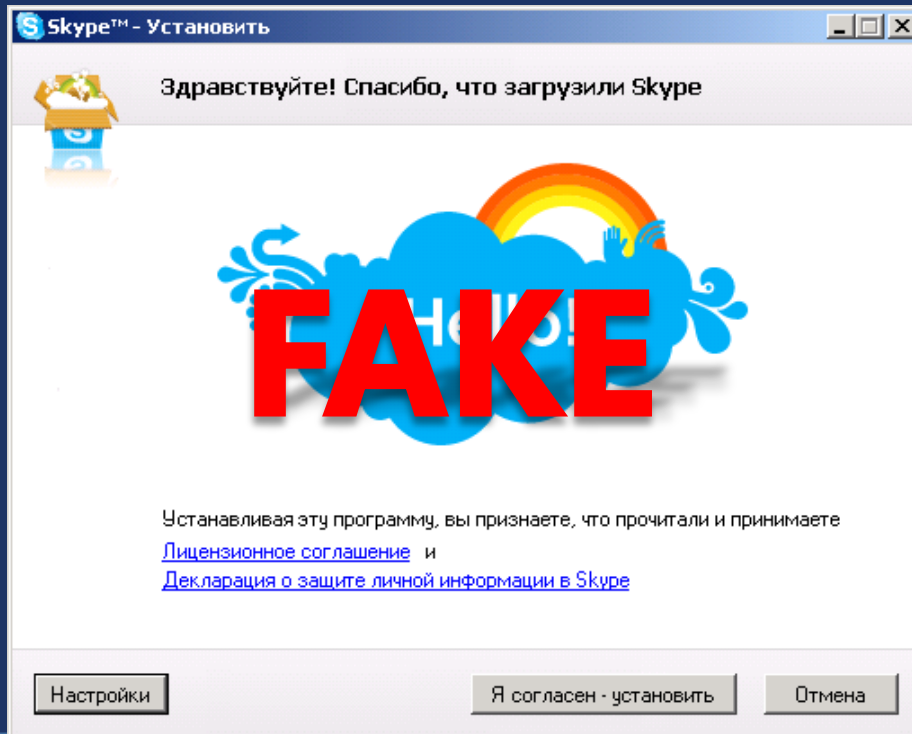 Skype™ - Установить
Здравствуйте! Спасибо, что загрузили Skype
Hello!
FAKE
Устанавливая эту программу, вы признаете, что прочитали и принимаете
Лицензионное соглашение и
Декларация о защите личной информации в Skype
Настройки Я согласен - установить Отмена